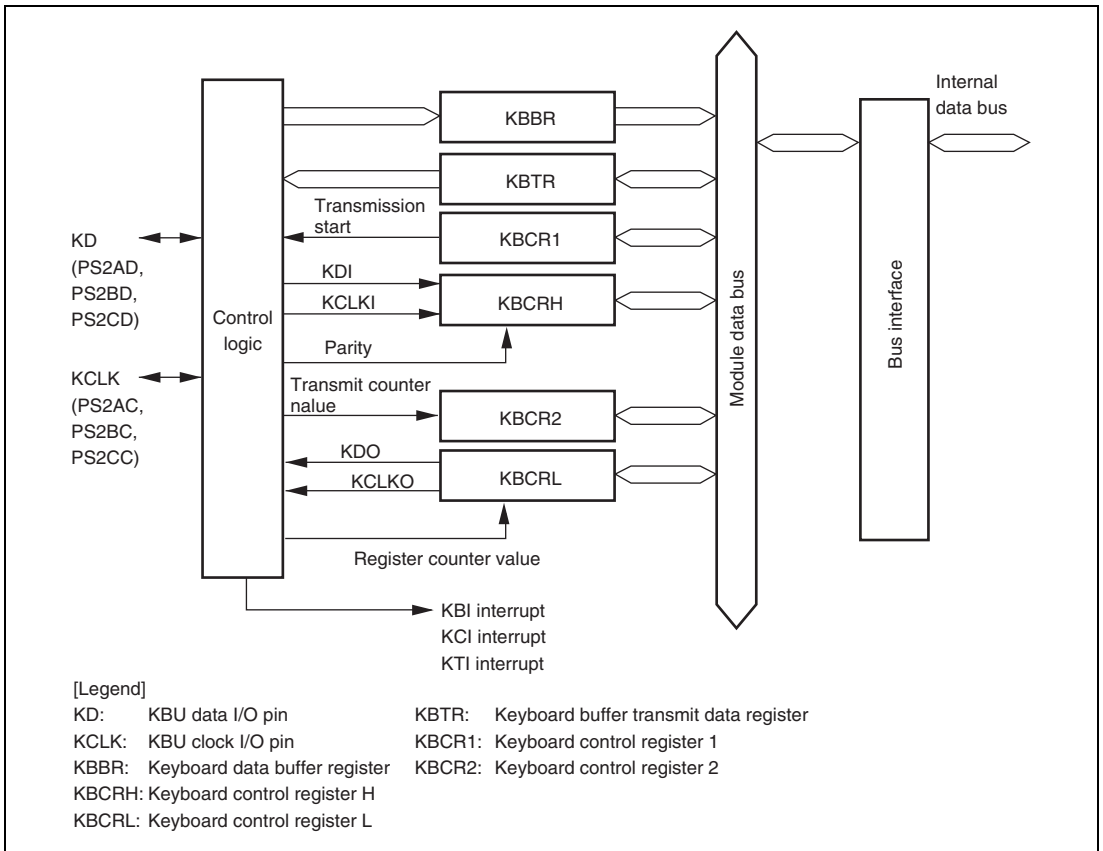 Internal
data bus
KBBR
KBTR
Transmission
start
KBCR1
KD
(PS2AD,
PS2BD,
PS2CD)
KDI
KCLKI
KBCRH
Control
logic
Parity
KCLK
(PS2AC,
PS2BC,
PS2CC)
Transmit counter
nalue
KBCR2
KDO
KCLKO
KBCRL
Register counter value
Module data bus
Bus interface
KBI interrupt
KCI interrupt
KTI interrupt
[Legend]
KD: KBU data I/O pin
KCLK: KBU clock I/O pin
KBBR: Keyboard data buffer register
KBCRH: Keyboard control register H
KBCRL: Keyboard control register L
KBTR: Keyboard buffer transmit data register
KBCR1: Keyboard control register 1
KBCR2: Keyboard control register 2